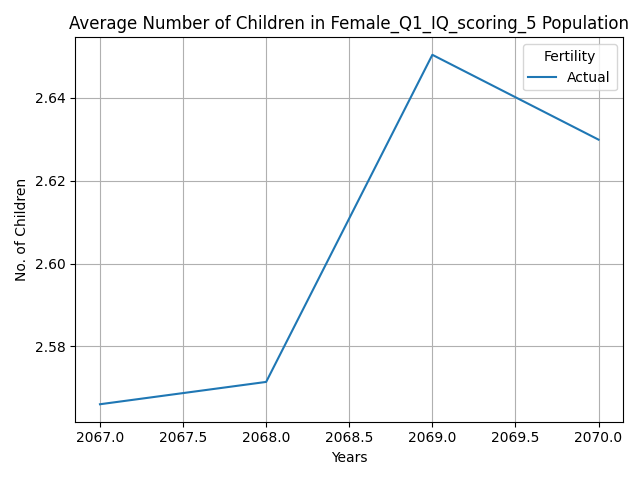 Average Number of Children in Female_Q1_IQ_scoring_5 Population
Fertility
Actual
2.64
2.62
2.60
2.58
No. of Children
2067.0 2067.5 2068.0 2068.5 2069.0 2069.5 2070.0
Years